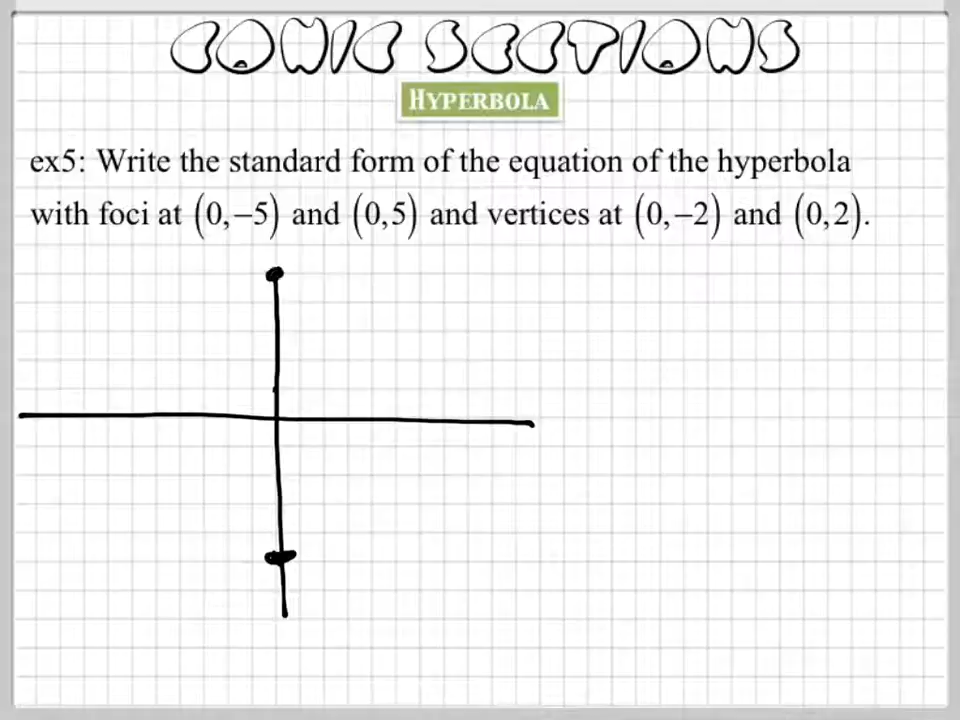 CONIC SECTIONS
HYPERBOLA
ex5: Write the standard form of the equation of the hyperbola
with foci at (0,−5) and (0,5) and vertices at (0,−2) and (0,2).